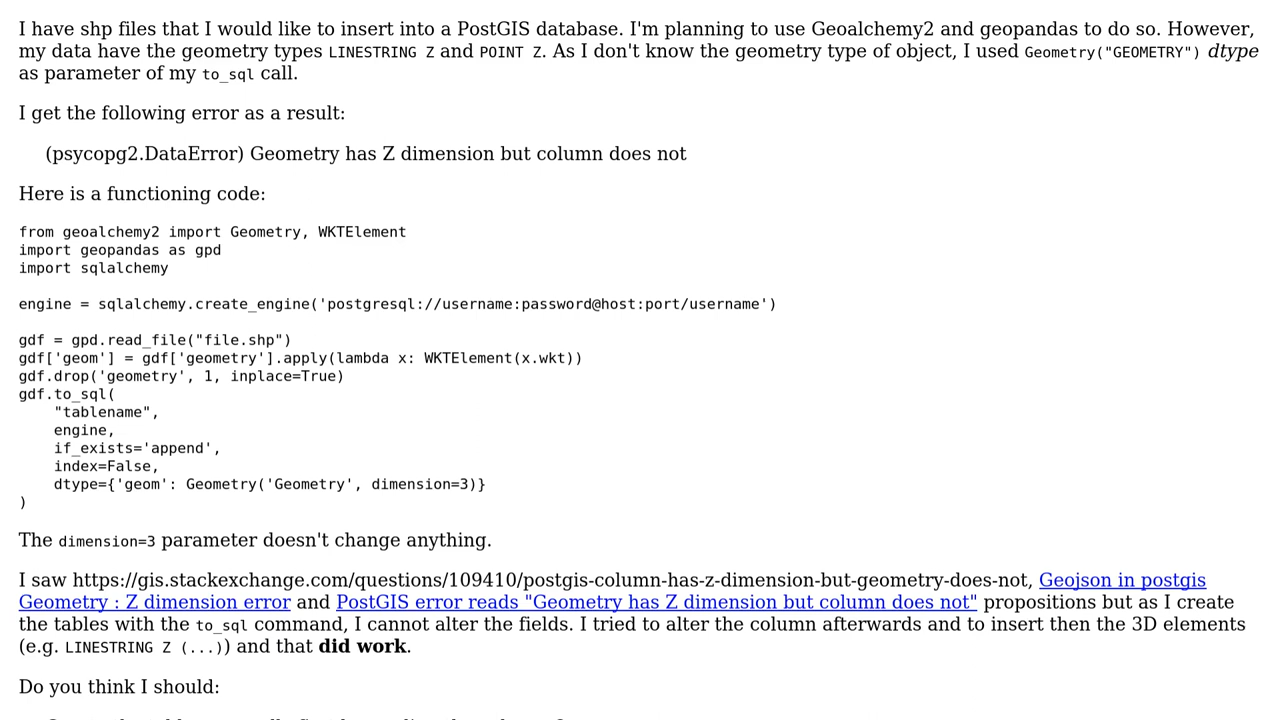 I have shp files that I would like to insert into a PostGIS database. I'm planning to use Geoalchemy2 and geopandas to do so. However,
my data have the geometry types LINESTRING Z and POINT Z. As I don't know the geometry type of object, I used Geometry("GEOMETRY") dtype
as parameter of my to_sql call.
I get the following error as a result:
(psycopg2.DataError) Geometry has Z dimension but column does not
Here is a functioning code:
from geoalchemy2 import Geometry, WKTElement
import geopandas as gpd
import sqlalchemy
engine = sqlalchemy.create_engine('postgresql://username:password@host:port/username')
gdf = gpd.read_file("file.shp")
gdf['geom'] = gdf['geometry'].apply(lambda x: WKTElement(x.wkt))
gdf.drop('geometry', 1, inplace=True)
gdf.to_sql(
    "tablename",
    engine,
    if_exists='append',
    index=False,
    dtype={'geom': Geometry('Geometry', dimension=3)}
)
The dimension=3 parameter doesn't change anything.
I saw https://gis.stackexchange.com/questions/109410/postgis-column-has-z-dimension-but-geometry-does-not, Geojson in postgis
Geometry : Z dimension error and PostGIS error reads "Geometry has Z dimension but column does not" propositions but as I create
the tables with the to_sql command, I cannot alter the fields. I tried to alter the column afterwards and to insert then the 3D elements
(e.g. LINESTRING Z (...)) and that did work.
Do you think I should: